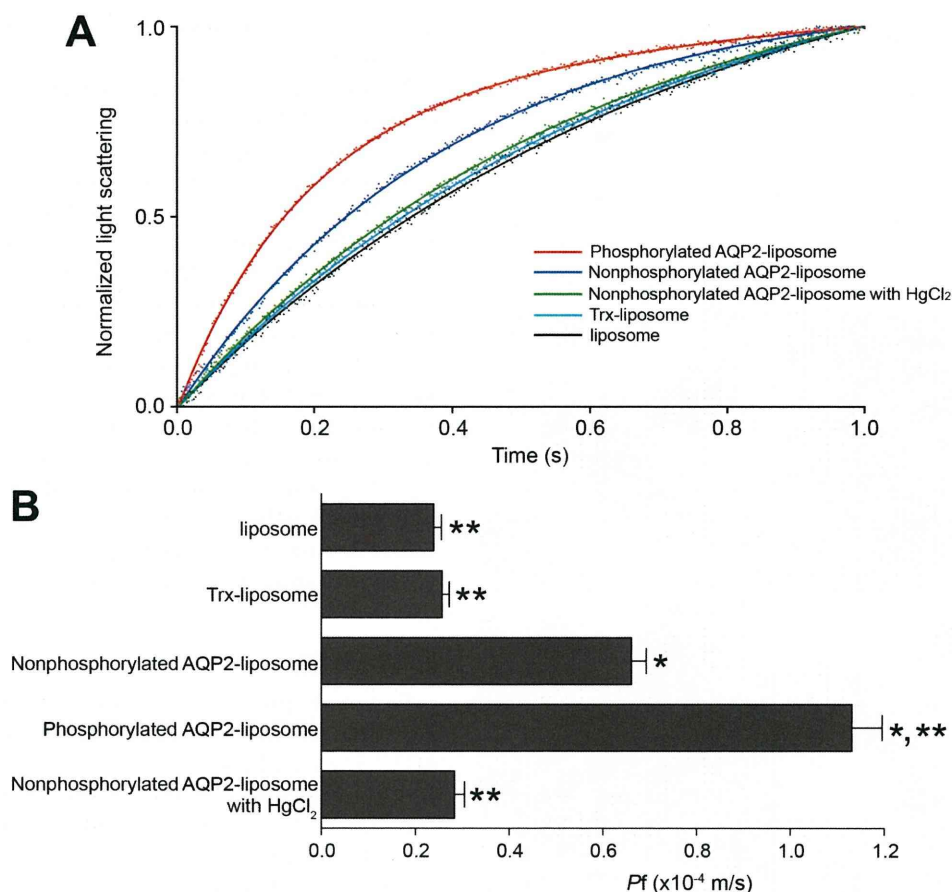 A
1.0
0.5
0.0
Normalized light scattering
Phosphorylated AQP2-liposome
Nonphosphorylated AQP2-liposome
Nonphosphorylated AQP2-liposome with HgCl₂
Trx-liposome
liposome
0.0 0.2 0.4 0.6 0.8 1.0
Time (s)
B
liposome **
Trx-liposome **
Nonphosphorylated AQP2-liposome *
Phosphorylated AQP2-liposome *, **
Nonphosphorylated AQP2-liposome
with HgCl₂ **
0.0 0.2 0.4 0.6 0.8 1.0 1.2
Pf (x10⁻⁴ m/s)